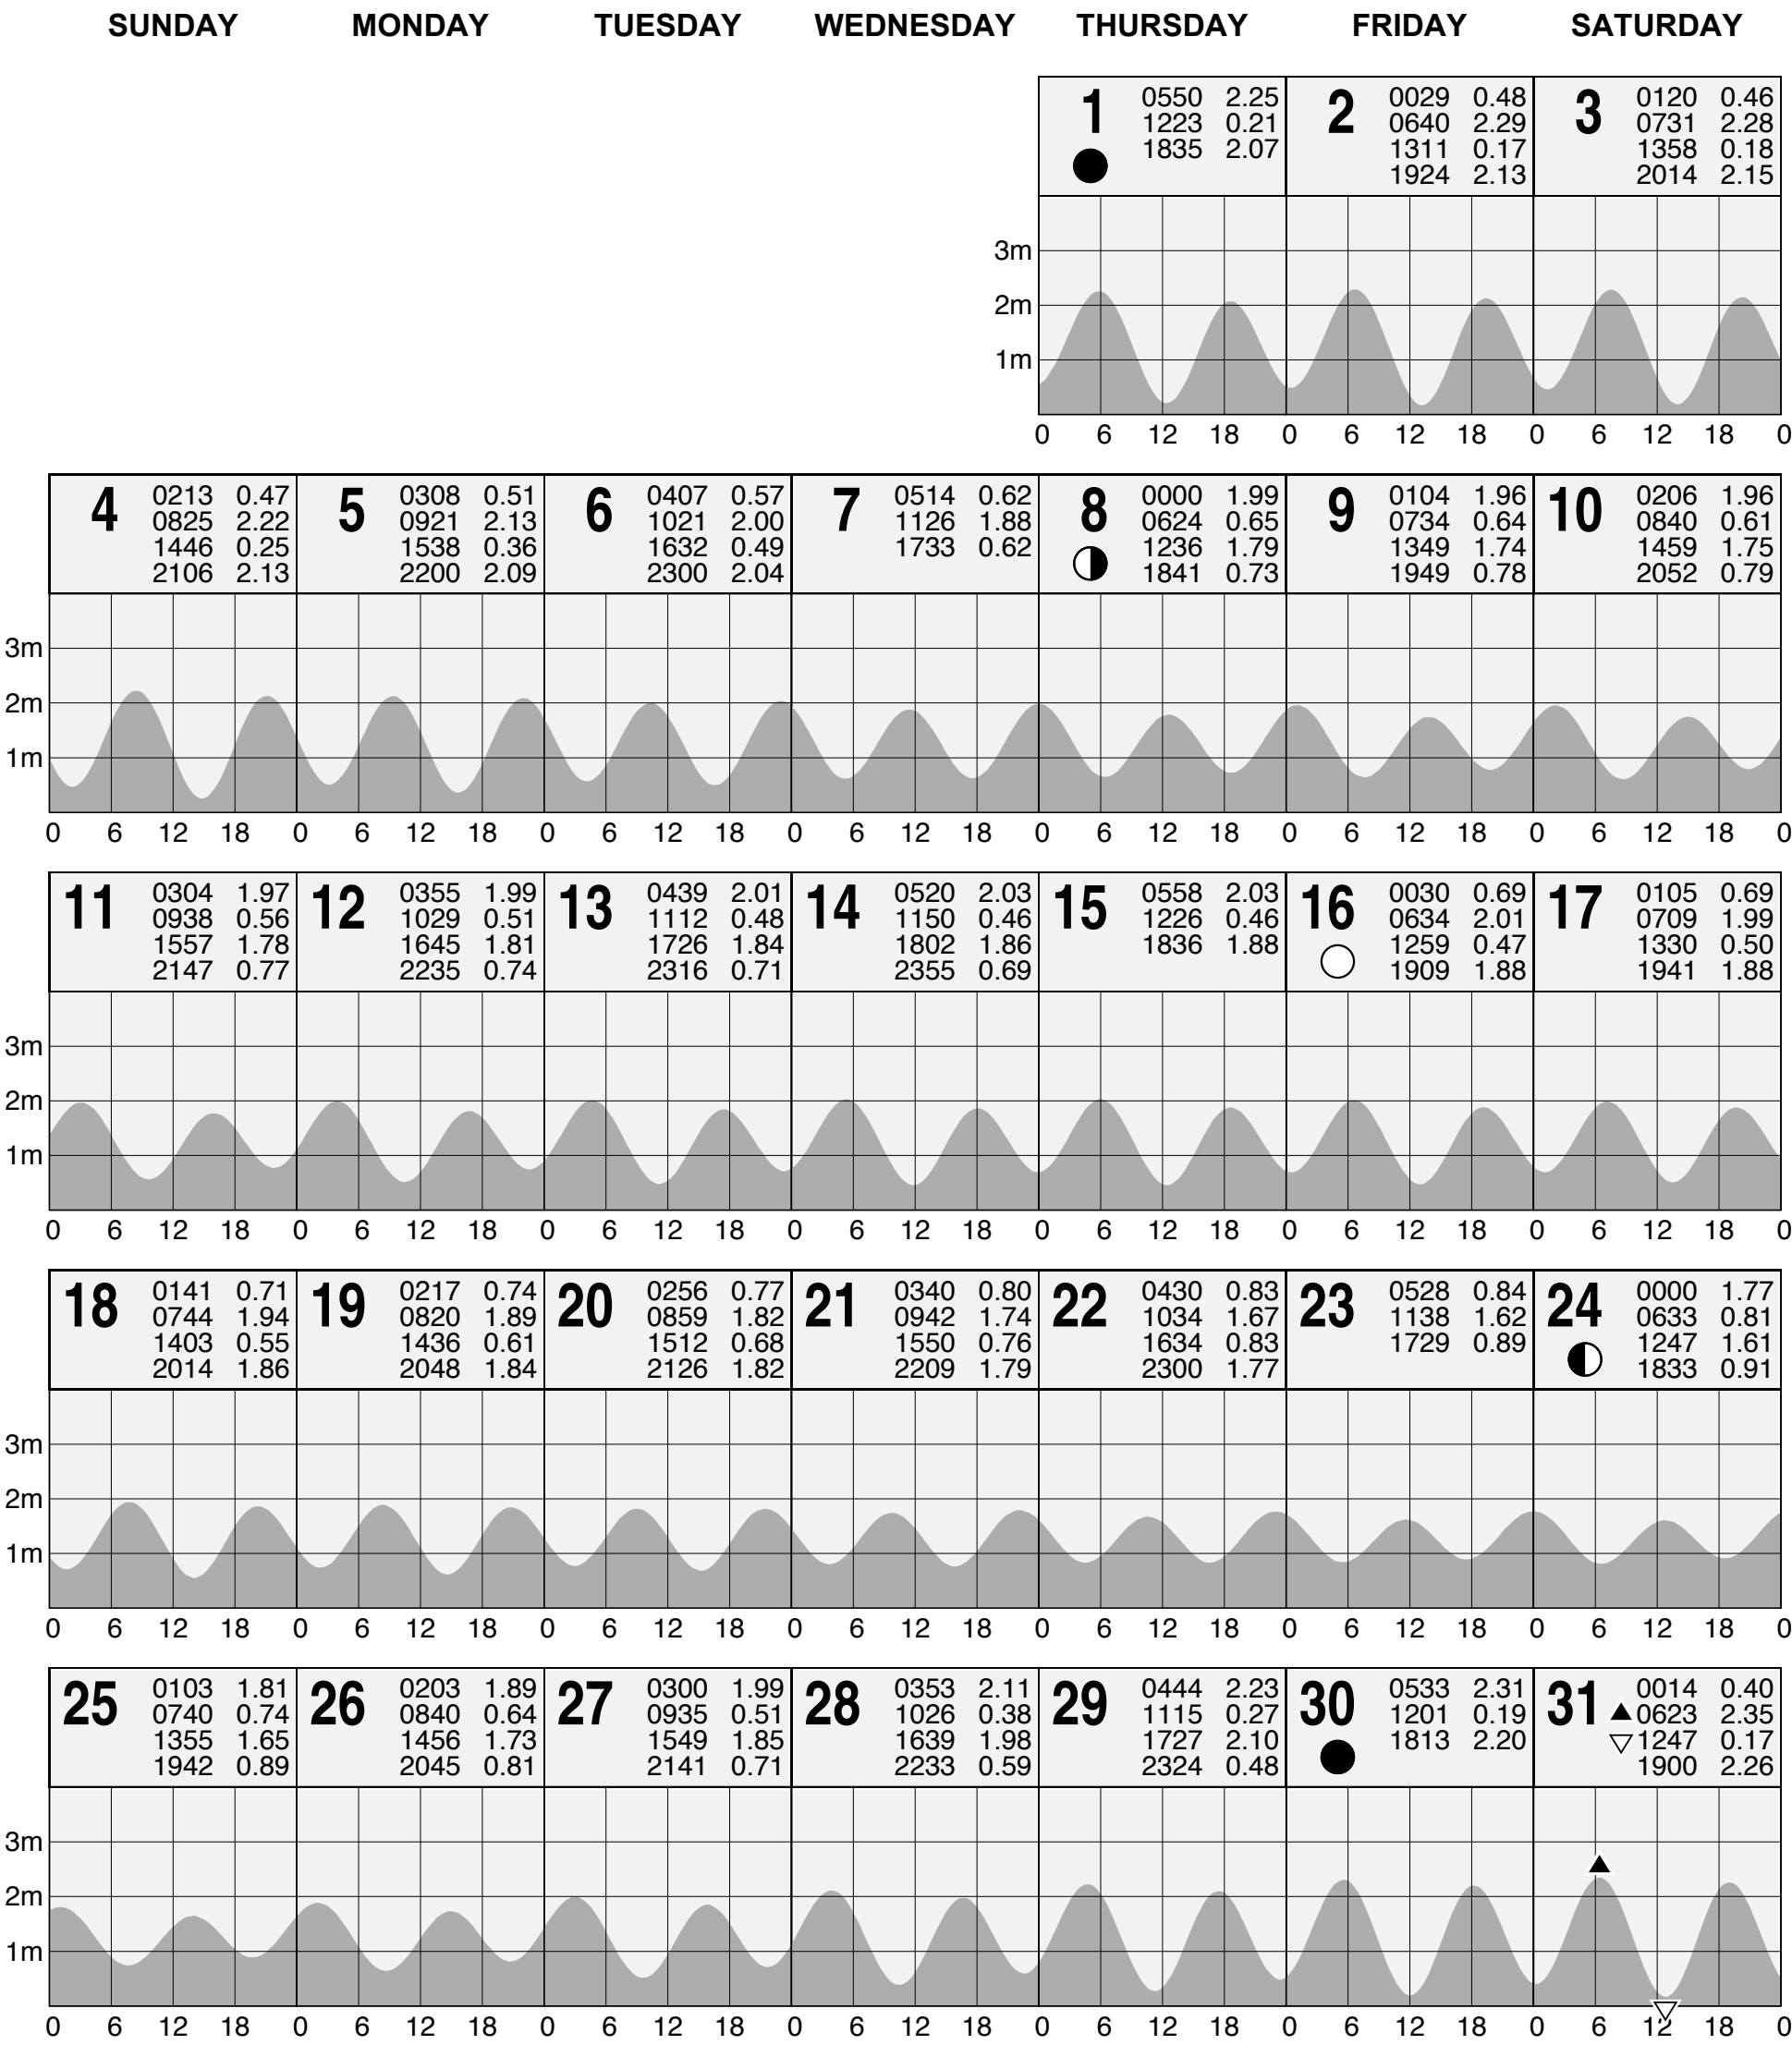 SUNDAY MONDAY TUESDAY WEDNESDAY THURSDAY FRIDAY SATURDAY
1 0550 2.25
1223 0.21
1835 2.07
2 0029 0.48
0640 2.29
1311 0.17
1924 2.13
3 0120 0.46
0731 2.28
1358 0.18
2014 2.15
3m
2m
1m
0 6 12 18 0 6 12 18 0 6 12 18 0
4 0213 0.47
0825 2.22
1446 0.25
2106 2.13
5 0308 0.51
0921 2.13
1538 0.36
2200 2.09
6 0407 0.57
1021 2.00
1632 0.49
2300 2.04
7 0514 0.62
1126 1.88
1733 0.62
8 0000 1.99
0624 0.65
1236 1.79
1841 0.73
9 0104 1.96
0734 0.64
1349 1.74
1949 0.78
10 0206 1.96
0840 0.61
1459 1.75
2052 0.79
3m
2m
1m
0 6 12 18 0 6 12 18 0 6 12 18 0 6 12 18 0 6 12 18 0 6 12 18 0 6 12 18 0
11 0304 1.97
0938 0.56
1557 1.78
2147 0.77
12 0355 1.99
1029 0.51
1645 1.81
2235 0.74
13 0439 2.01
1112 0.48
1726 1.84
2316 0.71
14 0520 2.03
1150 0.46
1802 1.86
2355 0.69
15 0558 2.03
1226 0.46
1836 1.88
16 0030 0.69
0634 2.01
1259 0.47
1909 1.88
17 0105 0.69
0709 1.99
1330 0.50
1941 1.88
3m
2m
1m
0 6 12 18 0 6 12 18 0 6 12 18 0 6 12 18 0 6 12 18 0 6 12 18 0 6 12 18 0
18 0141 0.71
0744 1.94
1403 0.55
2014 1.86
19 0217 0.74
0820 1.89
1436 0.61
2048 1.84
20 0256 0.77
0859 1.82
1512 0.68
2126 1.82
21 0340 0.80
0942 1.74
1550 0.76
2209 1.79
22 0430 0.83
1034 1.67
1634 0.83
2300 1.77
23 0528 0.84
1138 1.62
1729 0.89
24 0000 1.77
0633 0.81
1247 1.61
1833 0.91
3m
2m
1m
0 6 12 18 0 6 12 18 0 6 12 18 0 6 12 18 0 6 12 18 0 6 12 18 0 6 12 18 0
25 0103 1.81
0740 0.74
1355 1.65
1942 0.89
26 0203 1.89
0840 0.64
1456 1.73
2045 0.81
27 0300 1.99
0935 0.51
1549 1.85
2141 0.71
28 0353 2.11
1026 0.38
1639 1.98
2233 0.59
29 0444 2.23
1115 0.27
1727 2.10
2324 0.48
30 0533 2.31
1201 0.19
1813 2.20
31 0014 0.40
0623 2.35
1247 0.17
1900 2.26
3m
2m
1m
0 6 12 18 0 6 12 18 0 6 12 18 0 6 12 18 0 6 12 18 0 6 12 18 0 6 12 18 0